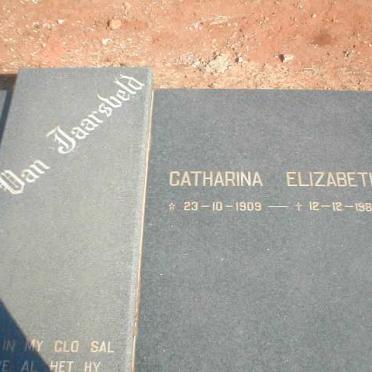 Van Jaarsveld
CATHARINA ELIZABETH
☆ 23-10-1909 — † 12-12-198
IN MY GLO SAL
AL HET HY